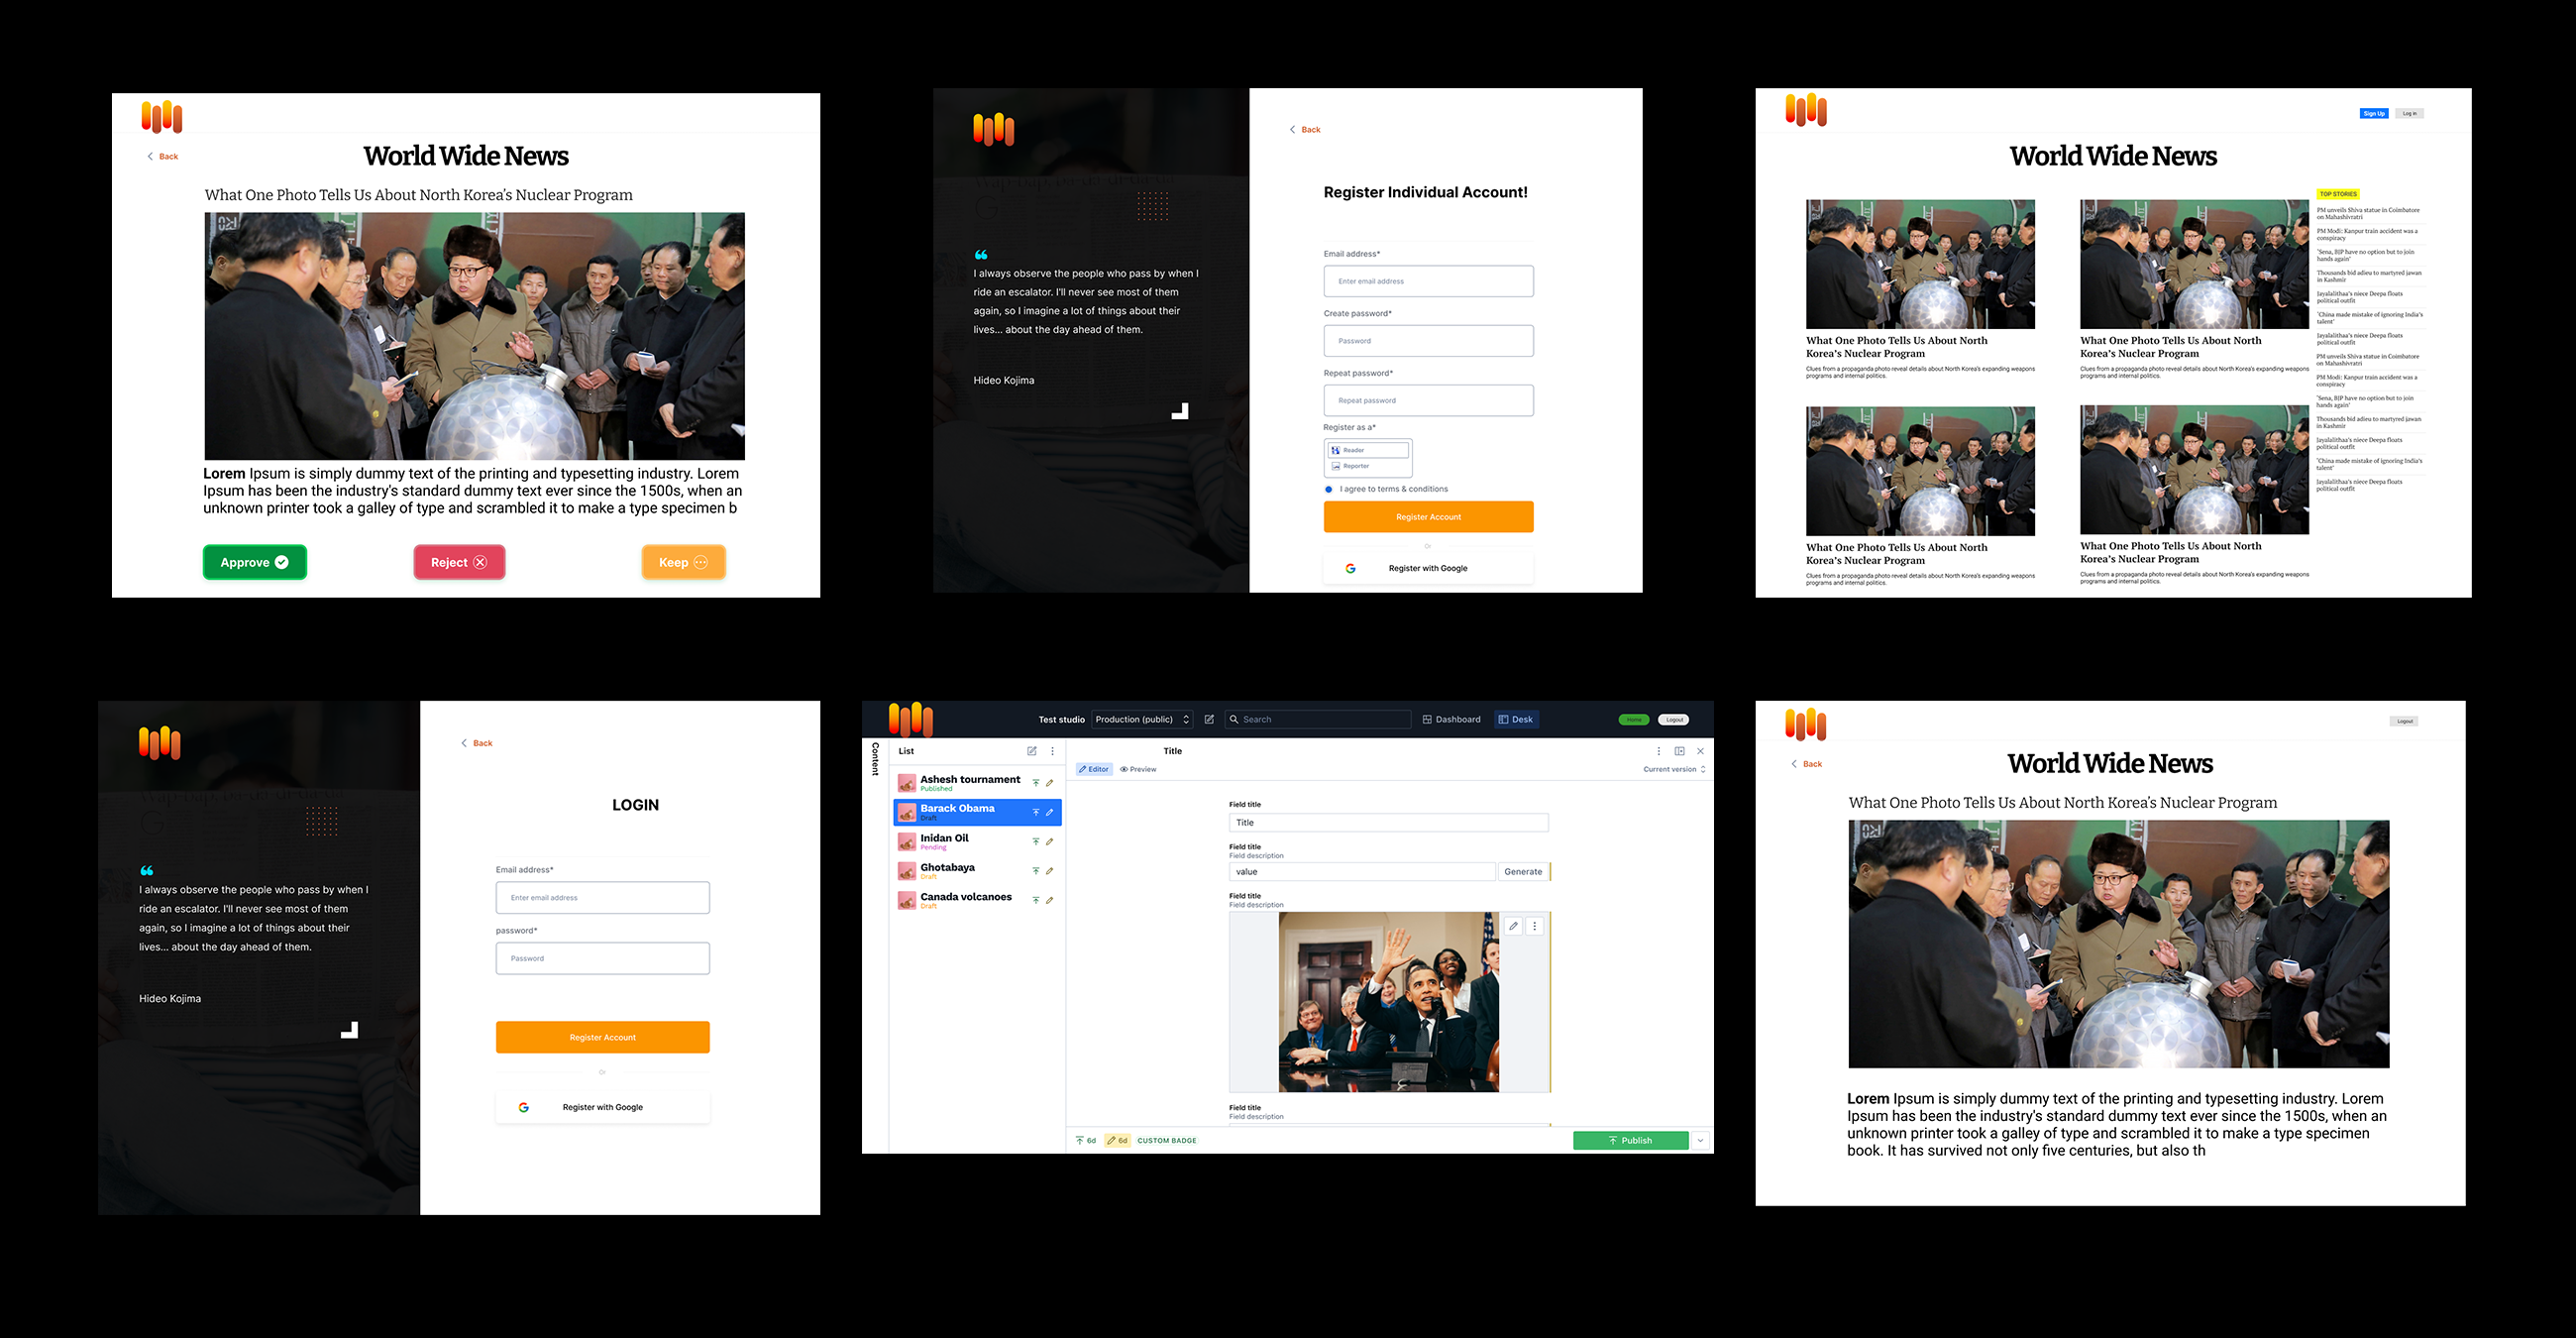 Back
World Wide News
What One Photo Tells Us About North Korea's Nuclear Program
Lorem Ipsum is simply dummy text of the printing and typesetting industry. Lorem
Ipsum has been the industry's standard dummy text ever since the 1500s, when an
unknown printer took a galley of type and scrambled it to make a type specimen b
Approve
Reject
Keep
I always observe the people who pass by when I
ride an escalator. I'll never see most of them
again, so I imagine a lot of things about their
lives... about the day ahead of them.
Hideo Kojima
Back
Register Individual Account!
Email address*
Enter email address
Create password*
Password
Repeat password*
Repeat password
Register as a*
Reader
Reporter
I agree to terms & conditions
Register Account
Or
Register with Google
Sign Up
Log in
World Wide News
What One Photo Tells Us About North
Korea's Nuclear Program
Clues from a propaganda photo reveal details about North Korea's expanding weapons
programs and internal politics.
What One Photo Tells Us About North
Korea's Nuclear Program
Clues from a propaganda photo reveal details about North Korea's expanding weapons
programs and internal politics.
What One Photo Tells Us About North
Korea's Nuclear Program
Clues from a propaganda photo reveal details about North Korea's expanding weapons
programs and internal politics.
What One Photo Tells Us About North
Korea's Nuclear Program
Clues from a propaganda photo reveal details about North Korea's expanding weapons
programs and internal politics.
TOP STORIES
PM unveils Shiva statue in Coimbatore
on Mahashivratri
PM Modi: Kanpur train accident was a
conspiracy
'Sena, BJP have no option but to join
hands again'
Thousands bid adieu to martyred jawan
in Kashmir
Jayalalithaa's niece Deepa floats
political outfit
'China made mistake of ignoring India's
talent'
Jayalalithaa's niece Deepa floats
political outfit
PM unveils Shiva statue in Coimbatore
on Mahashivratri
PM Modi: Kanpur train accident was a
conspiracy
'Sena, BJP have no option but to join
hands again'
Thousands bid adieu to martyred jawan
in Kashmir
Jayalalithaa's niece Deepa floats
political outfit
'China made mistake of ignoring India's
talent'
Jayalalithaa's niece Deepa floats
political outfit
I always observe the people who pass by when I
ride an escalator. I'll never see most of them
again, so I imagine a lot of things about their
lives... about the day ahead of them.
Hideo Kojima
Back
LOGIN
Email address*
Enter email address
password*
Password
Register Account
Or
Register with Google
Test studio
Production (public)
Search
Dashboard
Desk
Home
Logout
Content
List
Ashesh tournament
Published
Barack Obama
Draft
Inidan Oil
Pending
Ghotabaya
Draft
Canada volcanoes
Draft
Title
Editor
Preview
Current version
Field title
Title
Field title
Field description
value
Generate
Field title
Field description
Field title
Field description
6d
6d
CUSTOM BADGE
Publish
Logout
Back
World Wide News
What One Photo Tells Us About North Korea's Nuclear Program
Lorem Ipsum is simply dummy text of the printing and typesetting industry. Lorem
Ipsum has been the industry's standard dummy text ever since the 1500s, when an
unknown printer took a galley of type and scrambled it to make a type specimen
book. It has survived not only five centuries, but also th